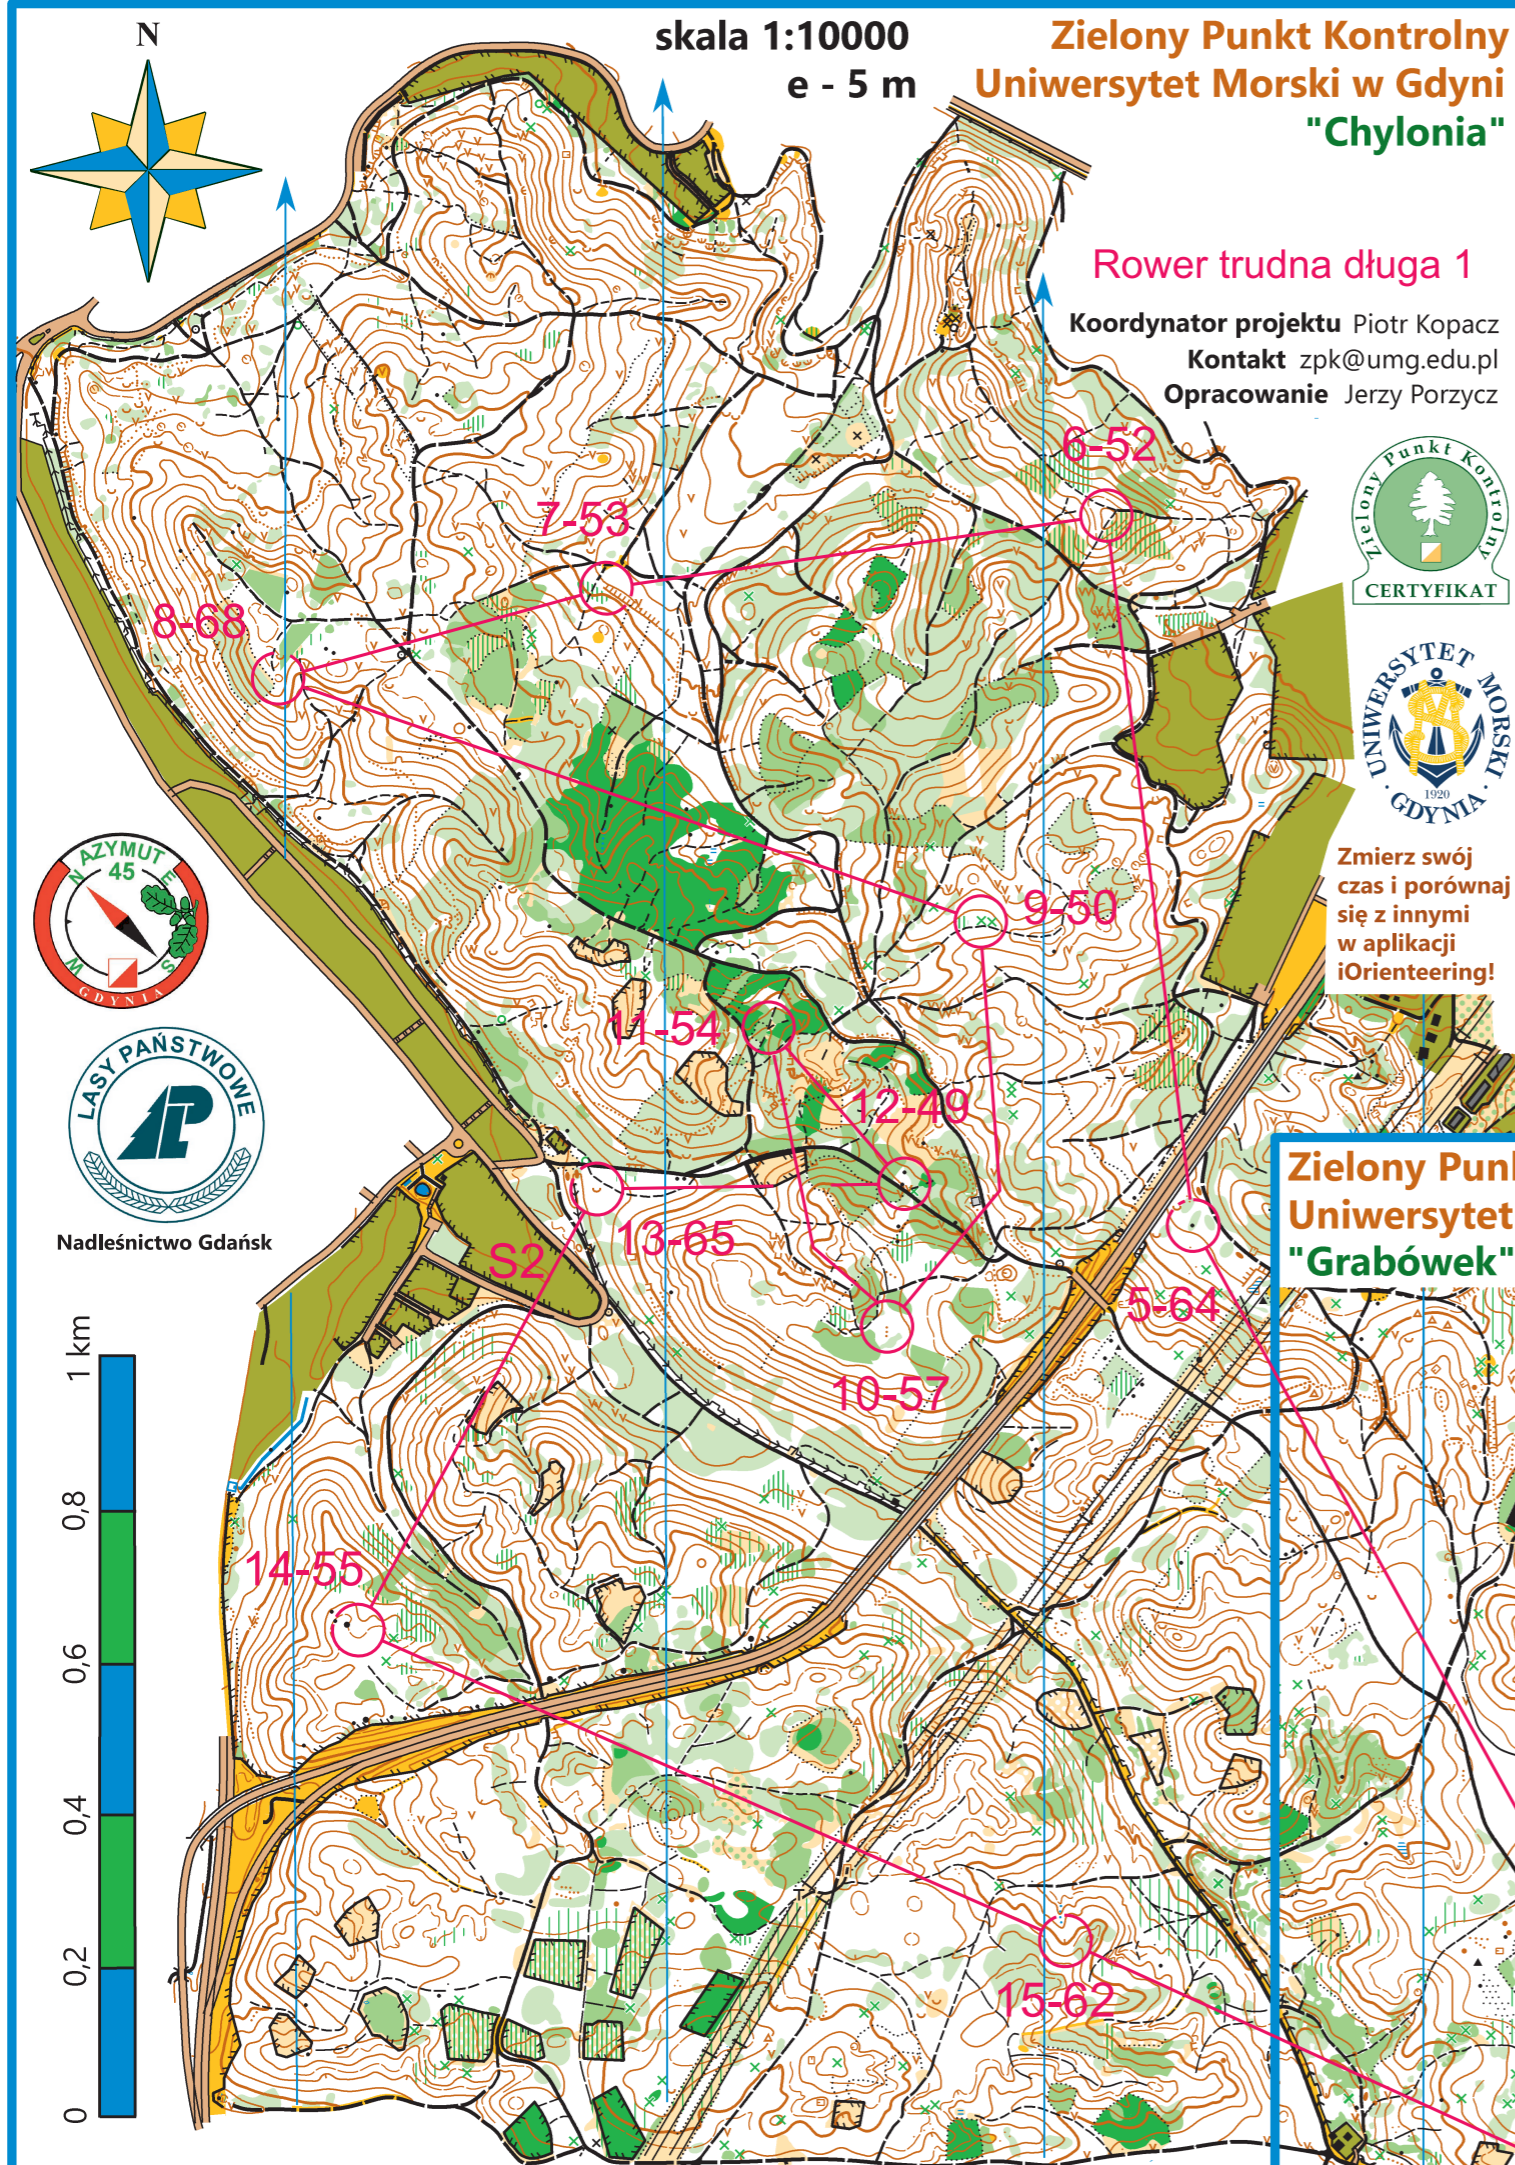 N
skala 1:10000
e - 5 m
Zielony Punkt Kontrolny
Uniwersytet Morski w Gdyni
"Chylonia"
Rower trudna długa 1
Koordynator projektu Piotr Kopacz
Kontakt zpk@umg.edu.pl
Opracowanie Jerzy Porzycz
6-52
Zielony Punkt Kontrolny
CERTYFIKAT
7-53
8-68
UNIWERSYTET MORSKI
1920
· GDYNIA ·
Zmierz swój
czas i porównaj
się z innymi
w aplikacji
iOrienteering!
AZYMUT
45
N
E
W
S
GDYNIA
9-50
11-54
LASY PAŃSTWOWE
LP
Nadleśnictwo Gdańsk
12-49
13-65
S2
5-64
10-57
Zielony Pun
Uniwersytet
"Grabówek"
1 km
0,8
0,6
0,4
0,2
0
14-55
15-62